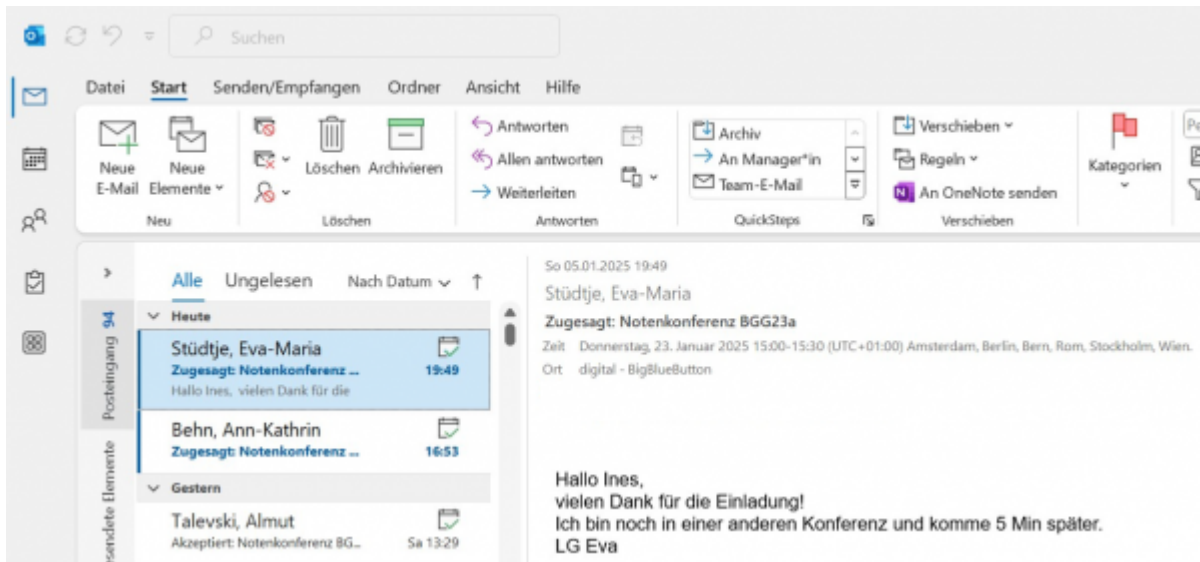 Suchen
Datei Start Senden/Empfangen Ordner Ansicht Hilfe
Neue E-Mail
Neue Elemente
Neu
Löschen Archivieren
Löschen
Antworten
Allen antworten
Weiterleiten
Antworten
Archiv
An Manager*in
Team-E-Mail
QuickSteps
Verschieben
Regeln
An OneNote senden
Verschieben
Kategorien
Posteingang 94
Elemente
Alle Ungelesen Nach Datum
Heute
Stüdtje, Eva-Maria
Zugesagt: Notenkonferenz ... 19:49
Hallo Ines, vielen Dank für die
Behn, Ann-Kathrin
Zugesagt: Notenkonferenz ... 16:53
Gestern
Talevski, Almut
Akzeptiert: Notenkonferenz BG... Sa 13:29
So 05.01.2025 19:49
Stüdtje, Eva-Maria
Zugesagt: Notenkonferenz BGG23a
Zeit Donnerstag, 23. Januar 2025 15:00-15:30 (UTC+01:00) Amsterdam, Berlin, Bern, Rom, Stockholm, Wien.
Ort digital - BigBlueButton
Hallo Ines,
vielen Dank für die Einladung!
Ich bin noch in einer anderen Konferenz und komme 5 Min später.
LG Eva